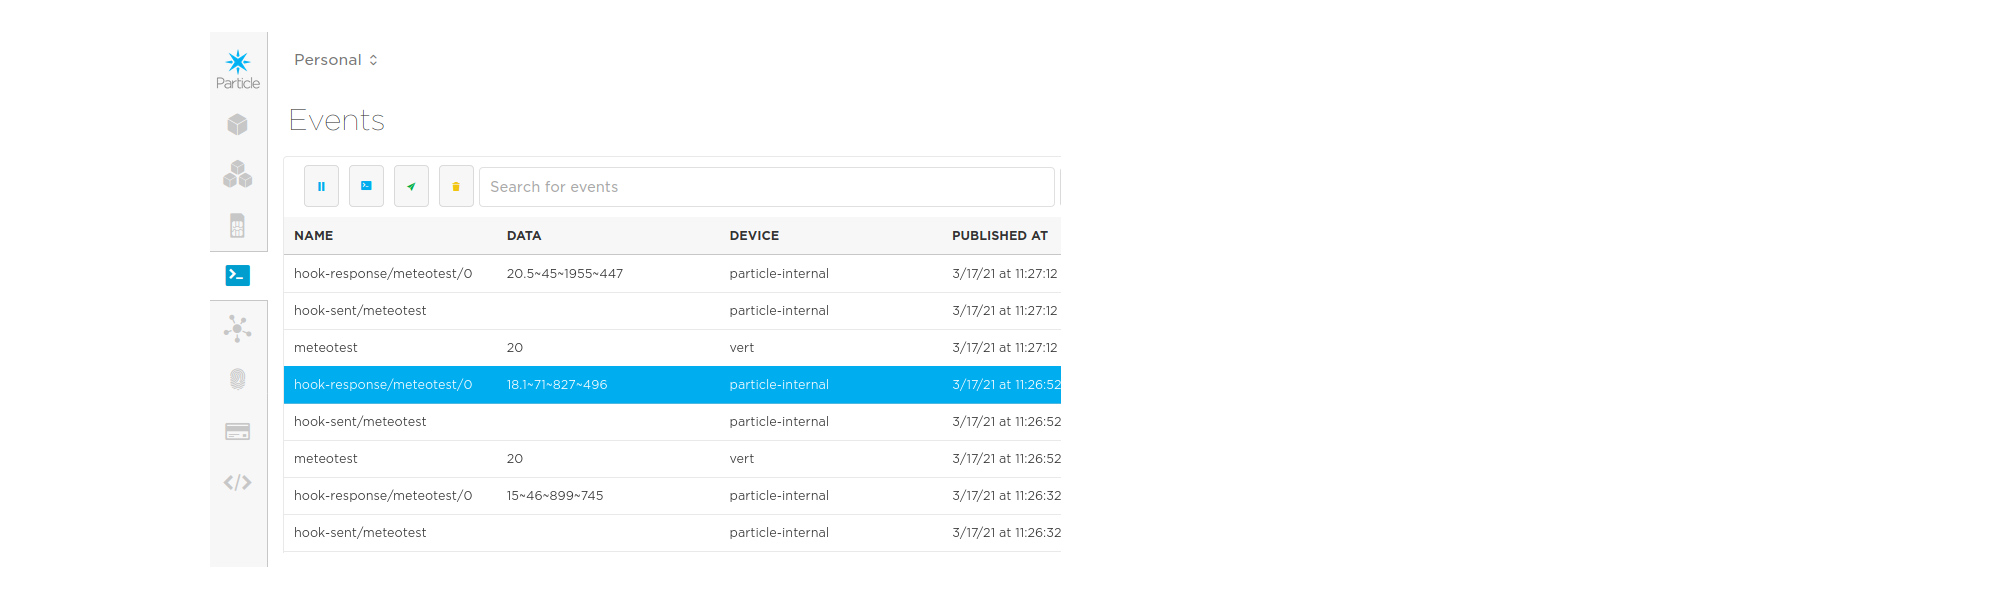 Particle
Personal
Events
Search for events
NAME DATA DEVICE PUBLISHED AT
hook-response/meteotest/0 20.5~45~1955~447 particle-internal 3/17/21 at 11:27:12
hook-sent/meteotest particle-internal 3/17/21 at 11:27:12
meteotest 20 vert 3/17/21 at 11:27:12
hook-response/meteotest/0 18.1~71~827~496 particle-internal 3/17/21 at 11:26:52
hook-sent/meteotest particle-internal 3/17/21 at 11:26:52
meteotest 20 vert 3/17/21 at 11:26:52
hook-response/meteotest/0 15~46~899~745 particle-internal 3/17/21 at 11:26:32
hook-sent/meteotest particle-internal 3/17/21 at 11:26:32